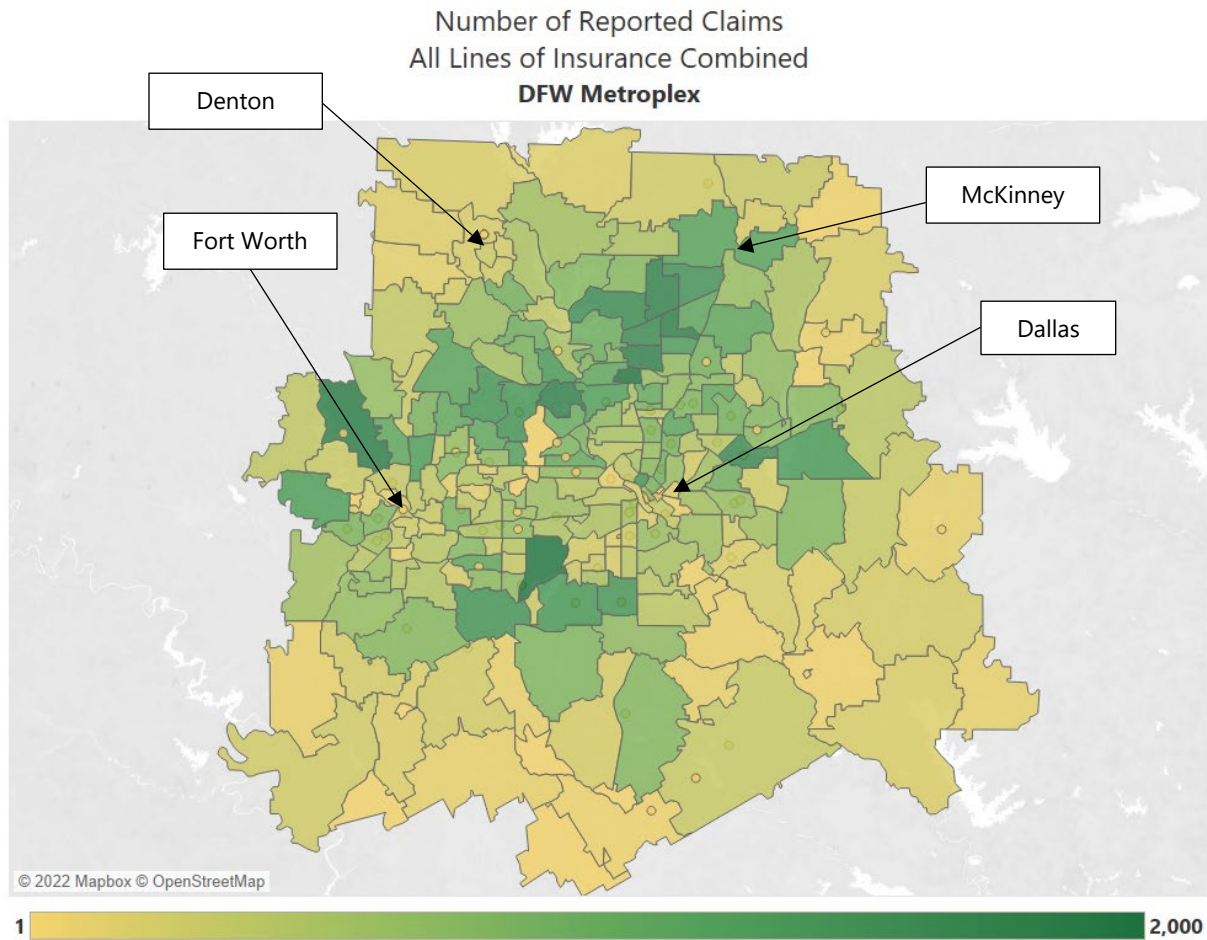 Number of Reported Claims
All Lines of Insurance Combined
DFW Metroplex
Denton
McKinney
Fort Worth
Dallas
© 2022 Mapbox © OpenStreetMap
1
2,000